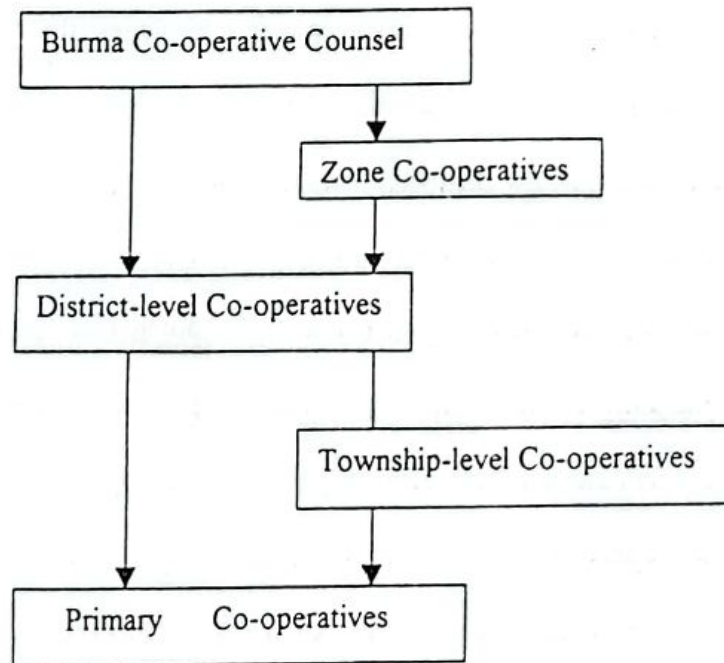 Burma Co-operative Counsel
Zone Co-operatives
District-level Co-operatives
Township-level Co-operatives
Primary Co-operatives